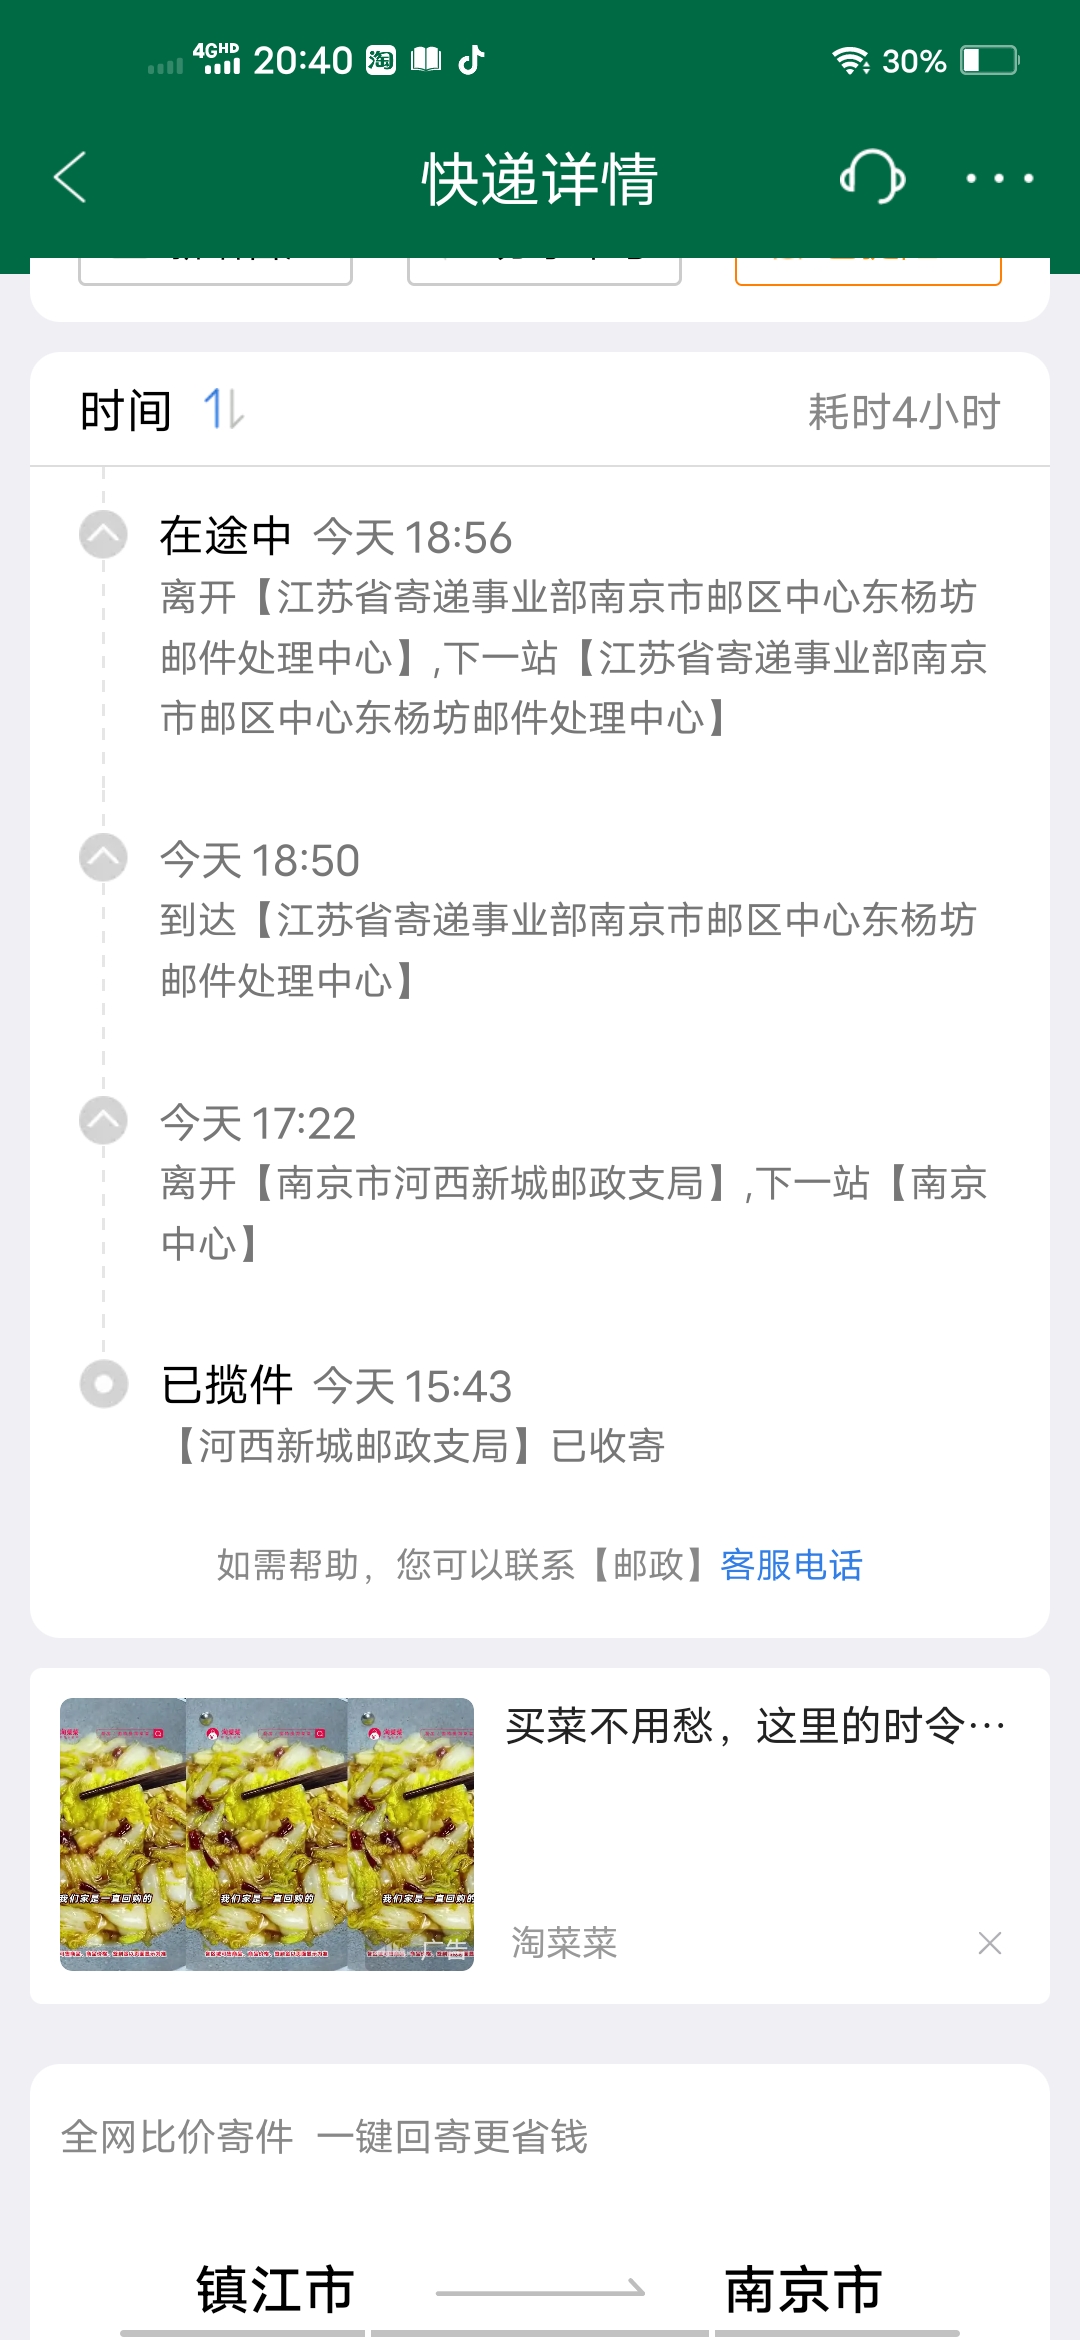 4GHD 20:40 淘 30%
快递详情
时间 耗时4小时
在途中 今天 18:56
离开【江苏省寄递事业部南京市邮区中心东杨坊
邮件处理中心】,下一站【江苏省寄递事业部南京
市邮区中心东杨坊邮件处理中心】
今天 18:50
到达【江苏省寄递事业部南京市邮区中心东杨坊
邮件处理中心】
今天 17:22
离开【南京市河西新城邮政支局】,下一站【南京
中心】
已揽件 今天 15:43
【河西新城邮政支局】已收寄
如需帮助，您可以联系【邮政】客服电话
买菜不用愁，这里的时令…
我们家是一直回购的 我们家是一直回购的 我们家是一直回购的
广告
淘菜菜
全网比价寄件 一键回寄更省钱
镇江市 南京市